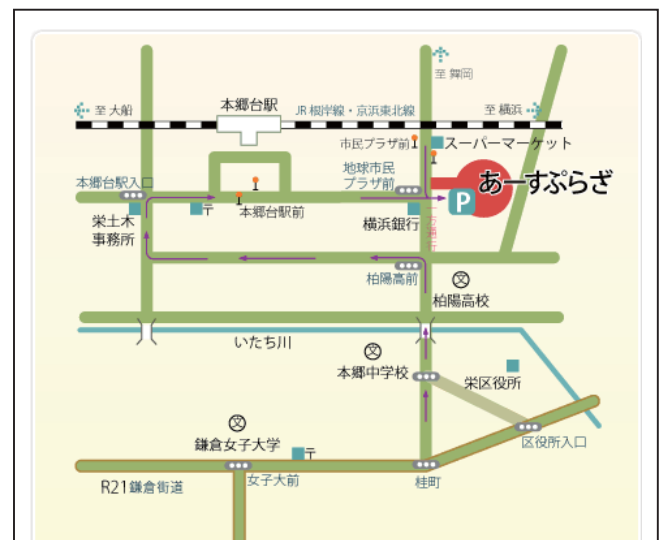 至 舞岡
本郷台駅
至 大船
JR 根岸線・京浜東北線
至 横浜
市民プラザ前
スーパーマーケット
地球市民
プラザ前
あーすぷらざ
本郷台駅入口
P
栄土木
事務所
〒
本郷台駅前
横浜銀行
一方通行
柏陽高前
文
柏陽高校
いたち川
文
本郷中学校
栄区役所
文
鎌倉女子大学
〒
区役所入口
R21鎌倉街道
女子大前
桂町